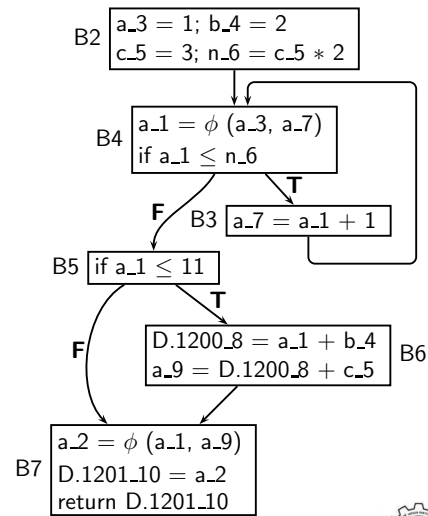 B2
a_3 = 1; b_4 = 2
c_5 = 3; n_6 = c_5 * 2
B4
a_1 = ϕ (a_3, a_7)
if a_1 ≤ n_6
F
T
B3
a_7 = a_1 + 1
B5
if a_1 ≤ 11
F
T
D.1200_8 = a_1 + b_4
a_9 = D.1200_8 + c_5
B6
B7
a_2 = ϕ (a_1, a_9)
D.1201_10 = a_2
return D.1201_10